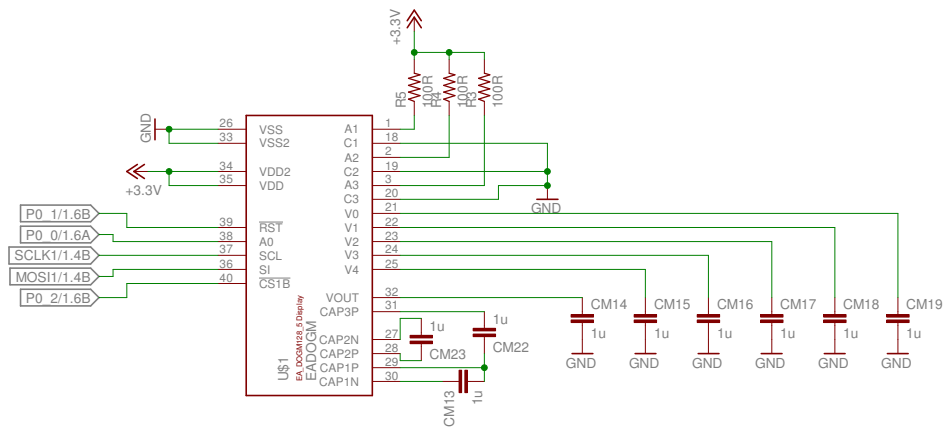 +3.3V
R5
100R
R4
100R
R3
100R
GND
26
VSS
33
VSS2
34
VDD2
35
VDD
+3.3V
P0_1/1.6B
39
RST
P0_0/1.6A
38
A0
SCLK1/1.4B
37
SCL
MOSI1/1.4B
36
SI
P0_2/1.6B
40
CS1B
A1
1
C1
18
A2
2
C2
19
A3
3
C3
20
GND
V0
21
V1
22
V2
23
V3
24
V4
25
VOUT
32
CAP3P
31
CAP2N
27
CAP2P
28
CAP1P
29
CAP1N
30
U$1
EA_DOGM128_5 Display
EADOGM
1u
CM23
1u
CM22
CM13
1u
CM14
1u
GND
CM15
1u
GND
CM16
1u
GND
CM17
1u
GND
CM18
1u
GND
CM19
1u
GND